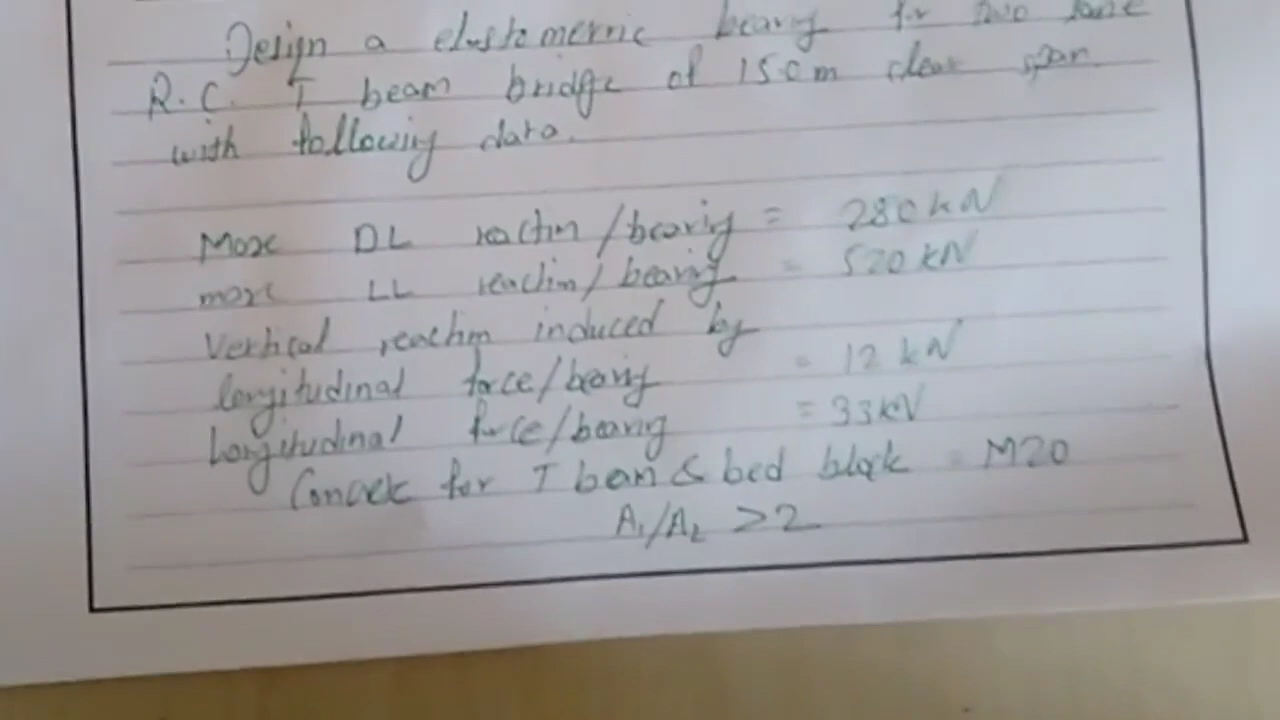 Design a elastomeric bearing for two lane
R.C. T beam bridge of 15.0m clear span
with following data.
Max DL reaction/bearing = 280 kN
max LL reaction/bearing = 520 kN
Vertical reaction induced by
longitudinal force/bearing = 12 kN
Longitudinal force/bearing = 33 kN
Concrete for T beam & bed block = M20
A₁/A₂ > 2